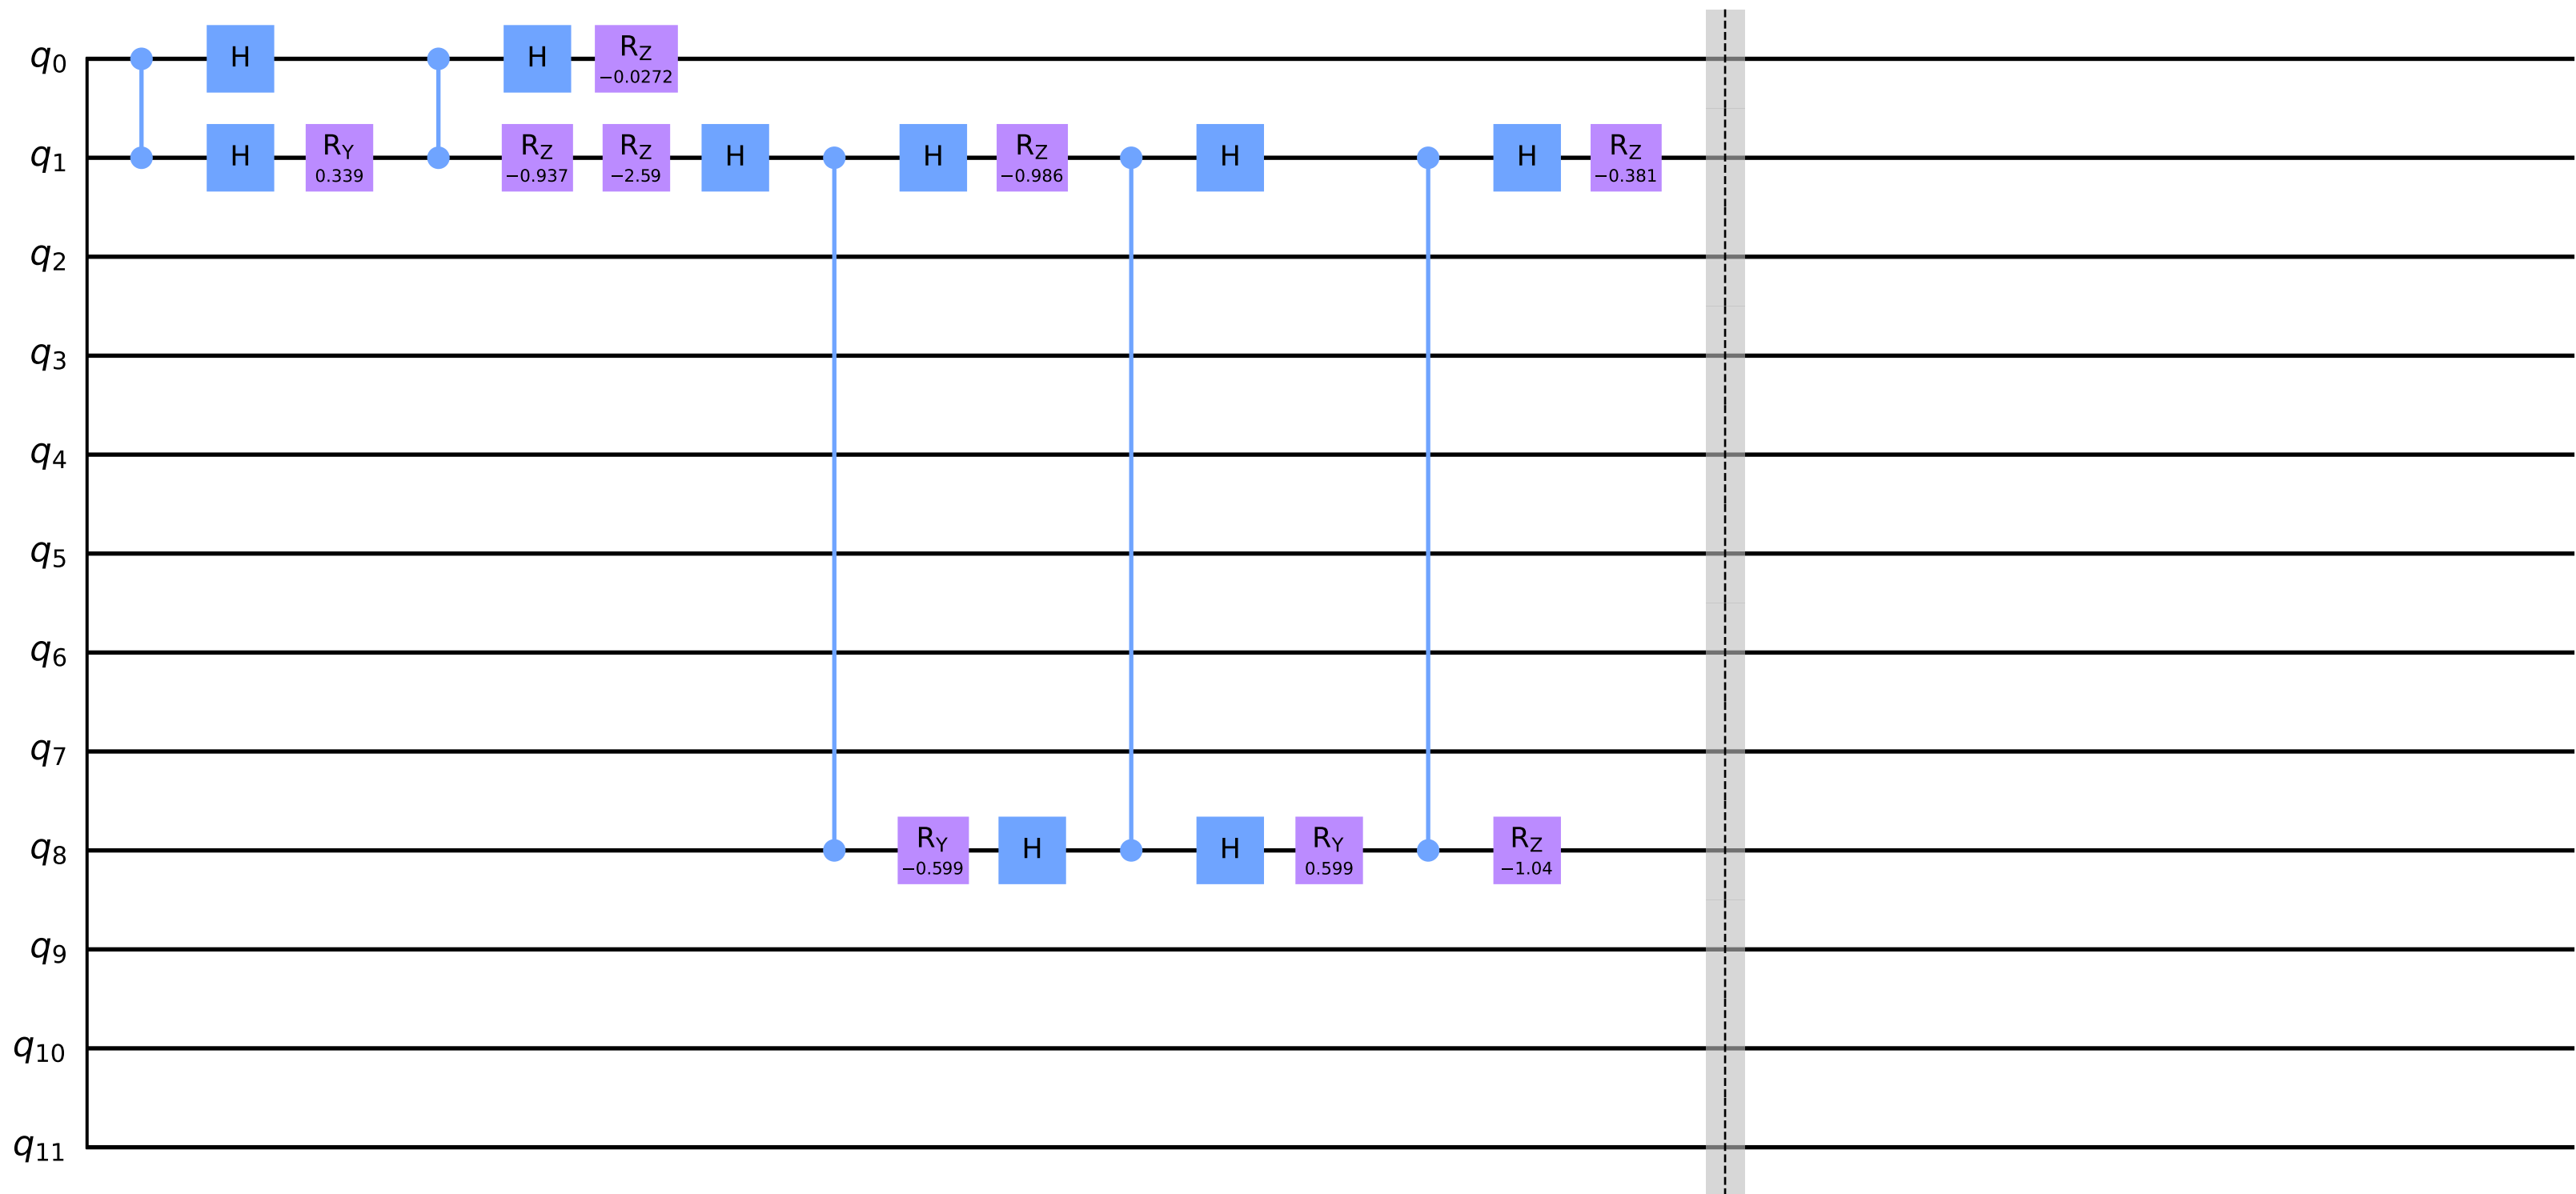 q0 H H RZ −0.0272
q1 H RY 0.339 RZ −0.937 RZ −2.59 H H RZ −0.986 H H RZ −0.381
q2
q3
q4
q5
q6
q7
q8 RY −0.599 H H RY 0.599 RZ −1.04
q9
q10
q11